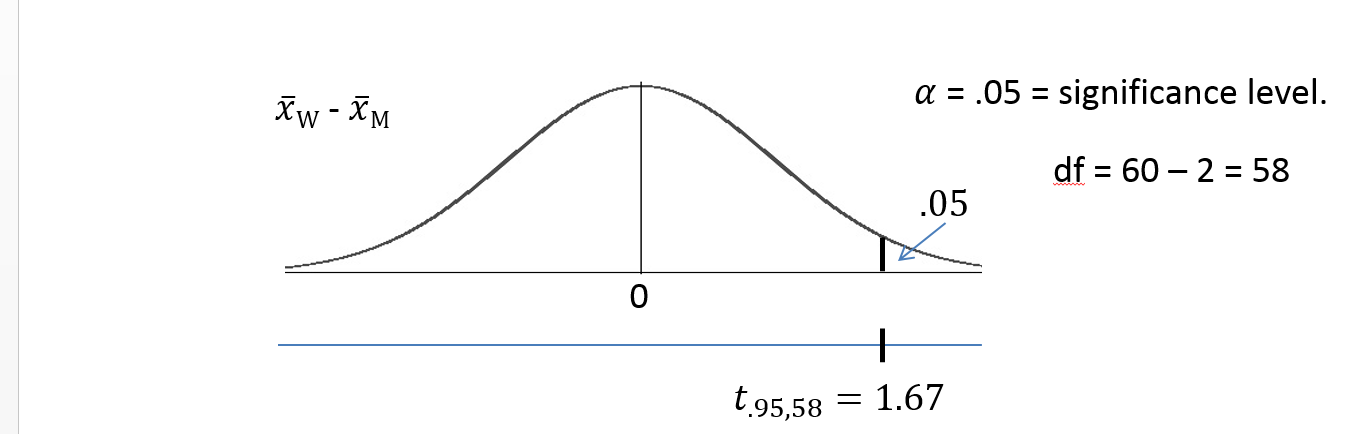 α = .05 = significance level.
x̄W - x̄M
df = 60 – 2 = 58
.05
0
t.95,58 = 1.67